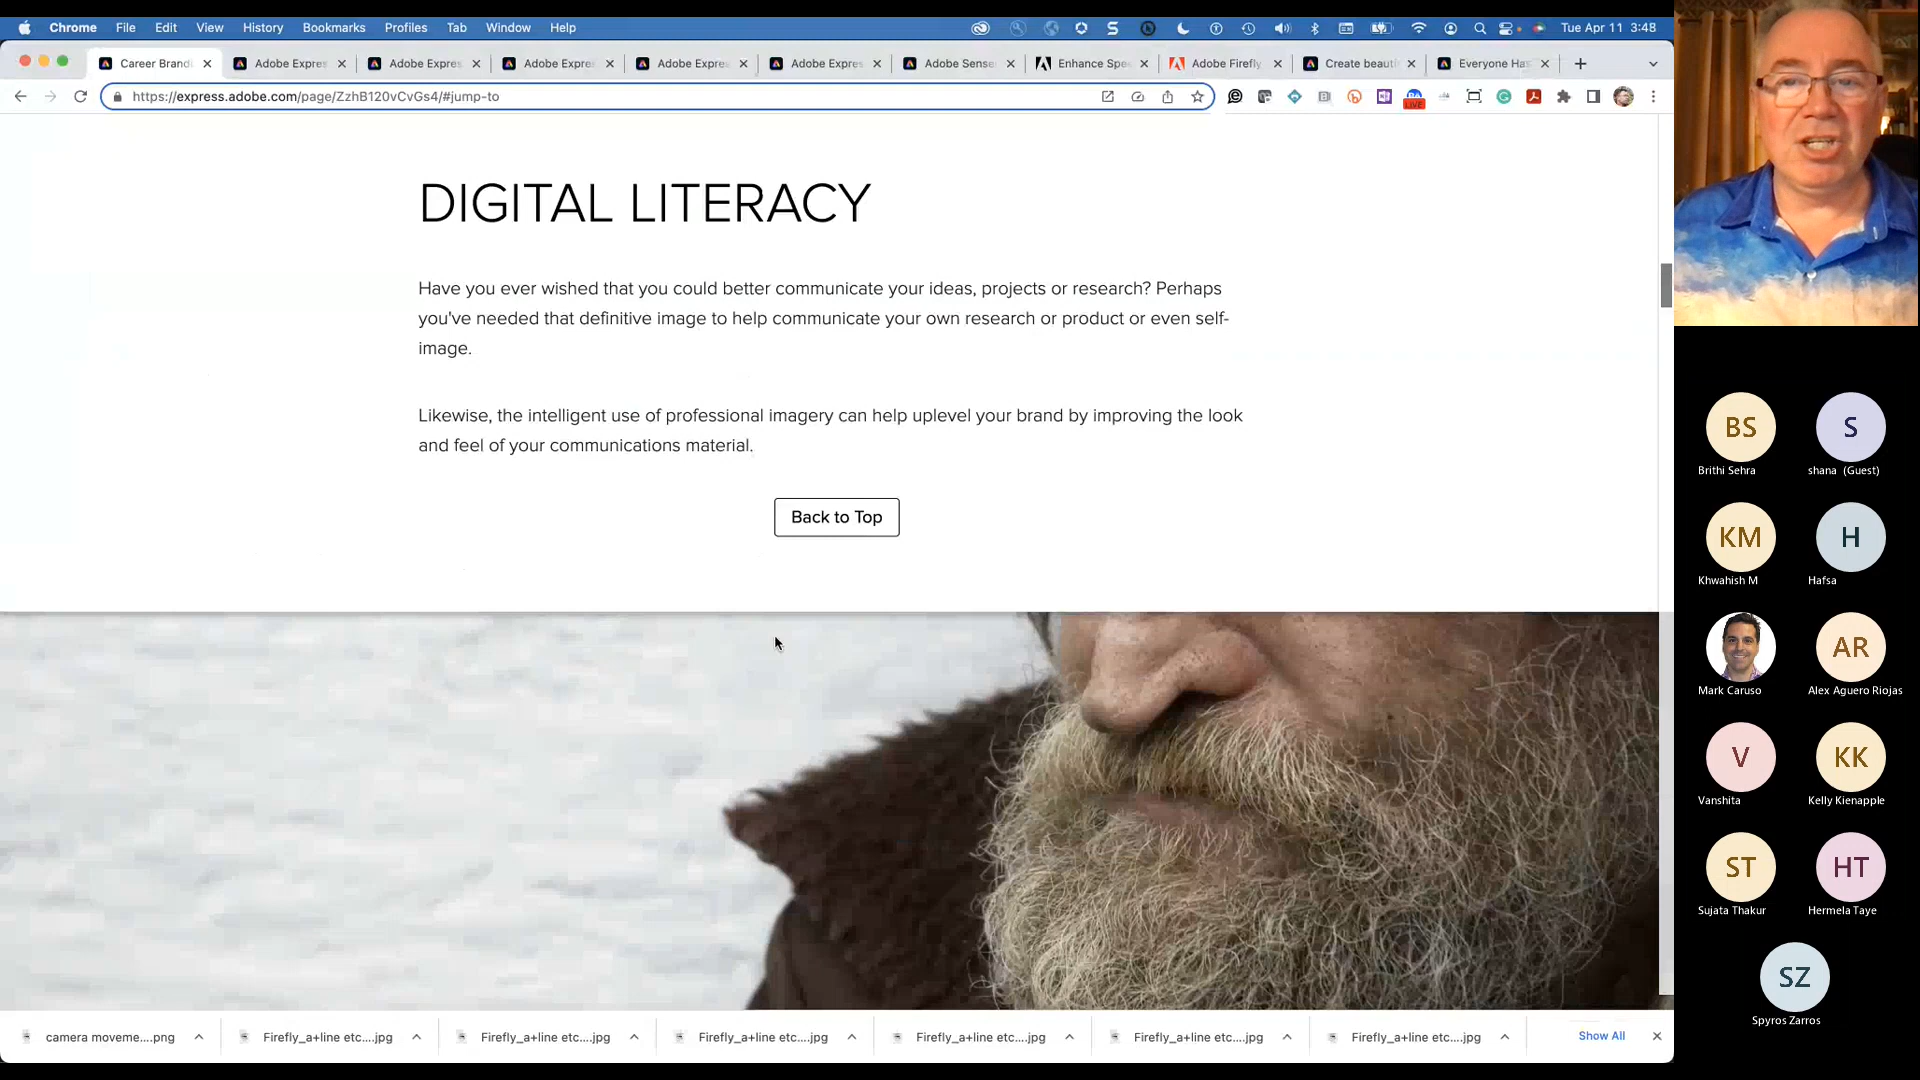 Chrome File Edit View History Bookmarks Profiles Tab Window Help Tue Apr 11 3:48
Career Brandi Adobe Expres Adobe Expres Adobe Expre Adobe Expre Adobe Expres Adobe Sense Enhance Spe Adobe Firefly Create beauti Everyone Has
https://express.adobe.com/page/ZzhB120vCvGs4/#jump-to
LIVE
DIGITAL LITERACY
Have you ever wished that you could better communicate your ideas, projects or research? Perhaps
you've needed that definitive image to help communicate your own research or product or even self-
image.
Likewise, the intelligent use of professional imagery can help uplevel your brand by improving the look
and feel of your communications material.
Back to Top
BS S
Brithi Sehra shana (Guest)
KM H
Khwahish M Hafsa
AR
Mark Caruso Alex Aguero Riojas
V KK
Vanshita Kelly Kienapple
ST HT
Sujata Thakur Hermela Taye
SZ
Spyros Zarros
camera moveme....png Firefly_a+line etc....jpg Firefly_a+line etc....jpg Firefly_a+line etc....jpg Firefly_a+line etc....jpg Firefly_a+line etc....jpg Firefly_a+line etc....jpg Show All